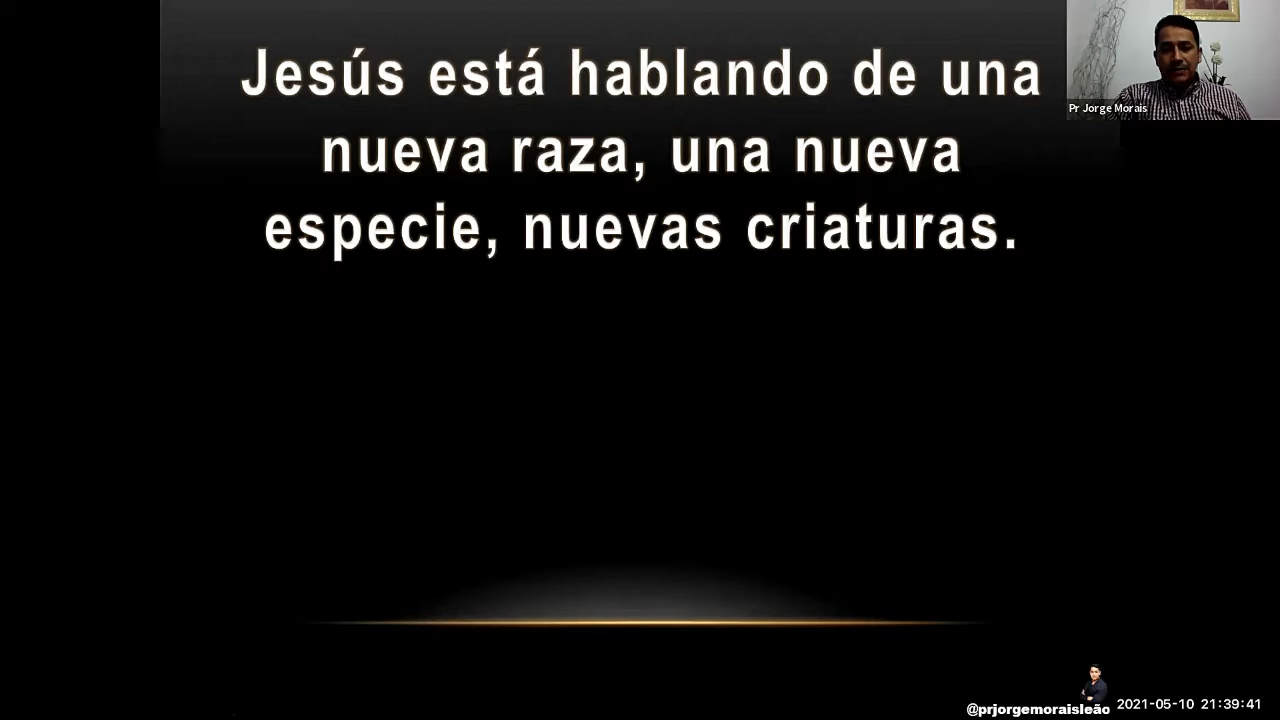 Jesús está hablando de una
nueva raza, una nueva
especie, nuevas criaturas.
Pr Jorge Morais
@prjorgemoraisleão
2021-05-10 21:39:41